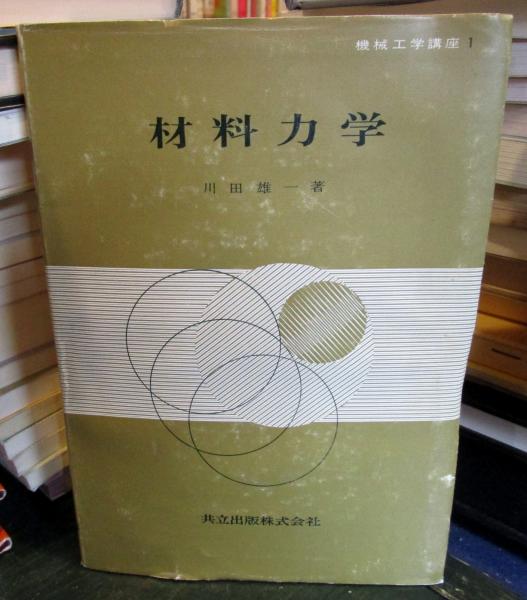 機械工学講座 1
材料力学
川田雄一著
共立出版株式会社